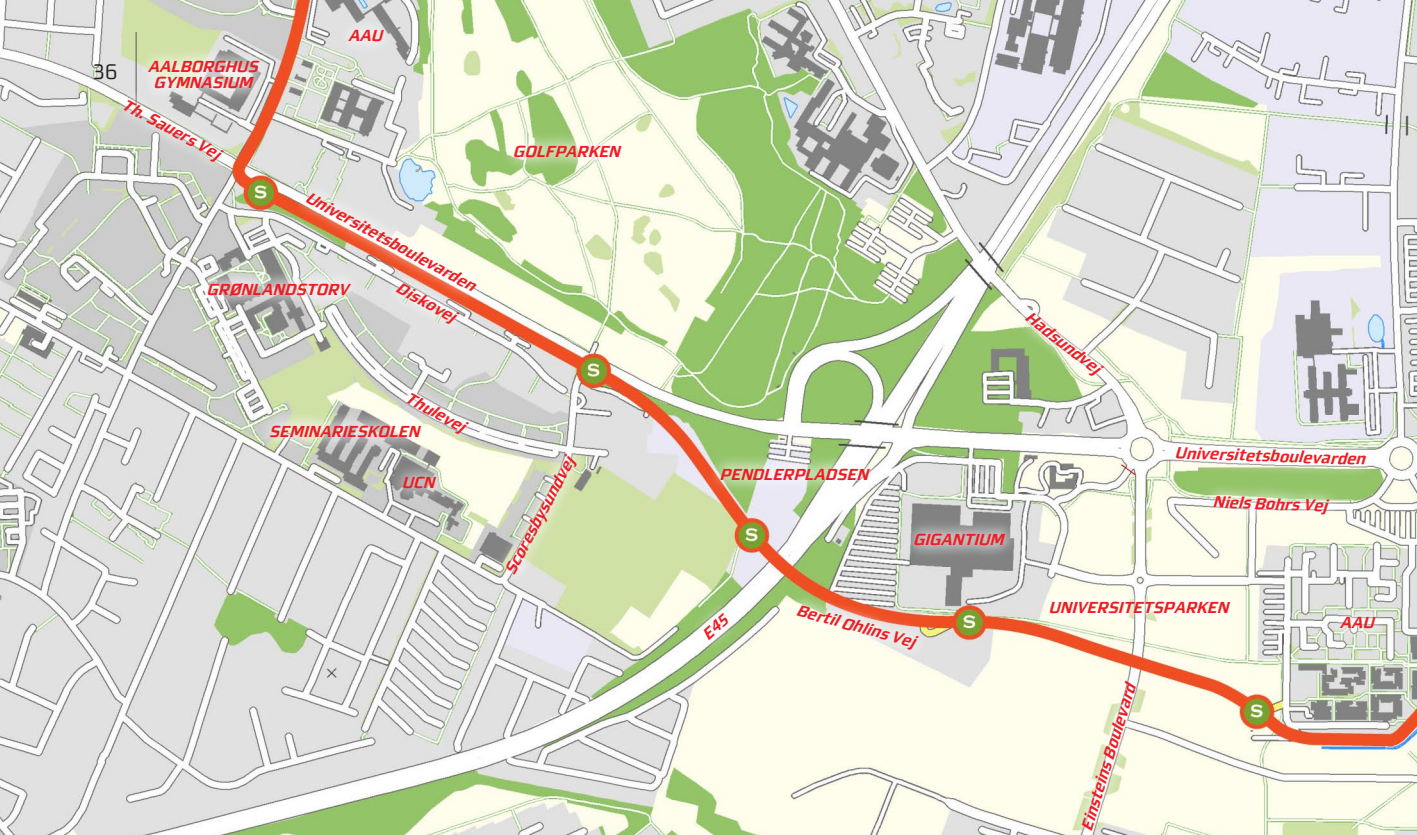 AAU
36
AALBORGHUS
GYMNASIUM
Th. Sauers Vej
GOLFPARKEN
S
Universitetsboulevarden
GRØNLANDSTORV
Diskovej
Hadsundvej
S
Thulevej
SEMINARIESKOLEN
Universitetsboulevarden
PENDLERPLADSEN
UCN
Niels Bohrs Vej
Scoresbysundvej
S
GIGANTIUM
UNIVERSITETSPARKEN
Bertil Ohlins Vej
S
E45
AAU
S
Einsteins Boulevard